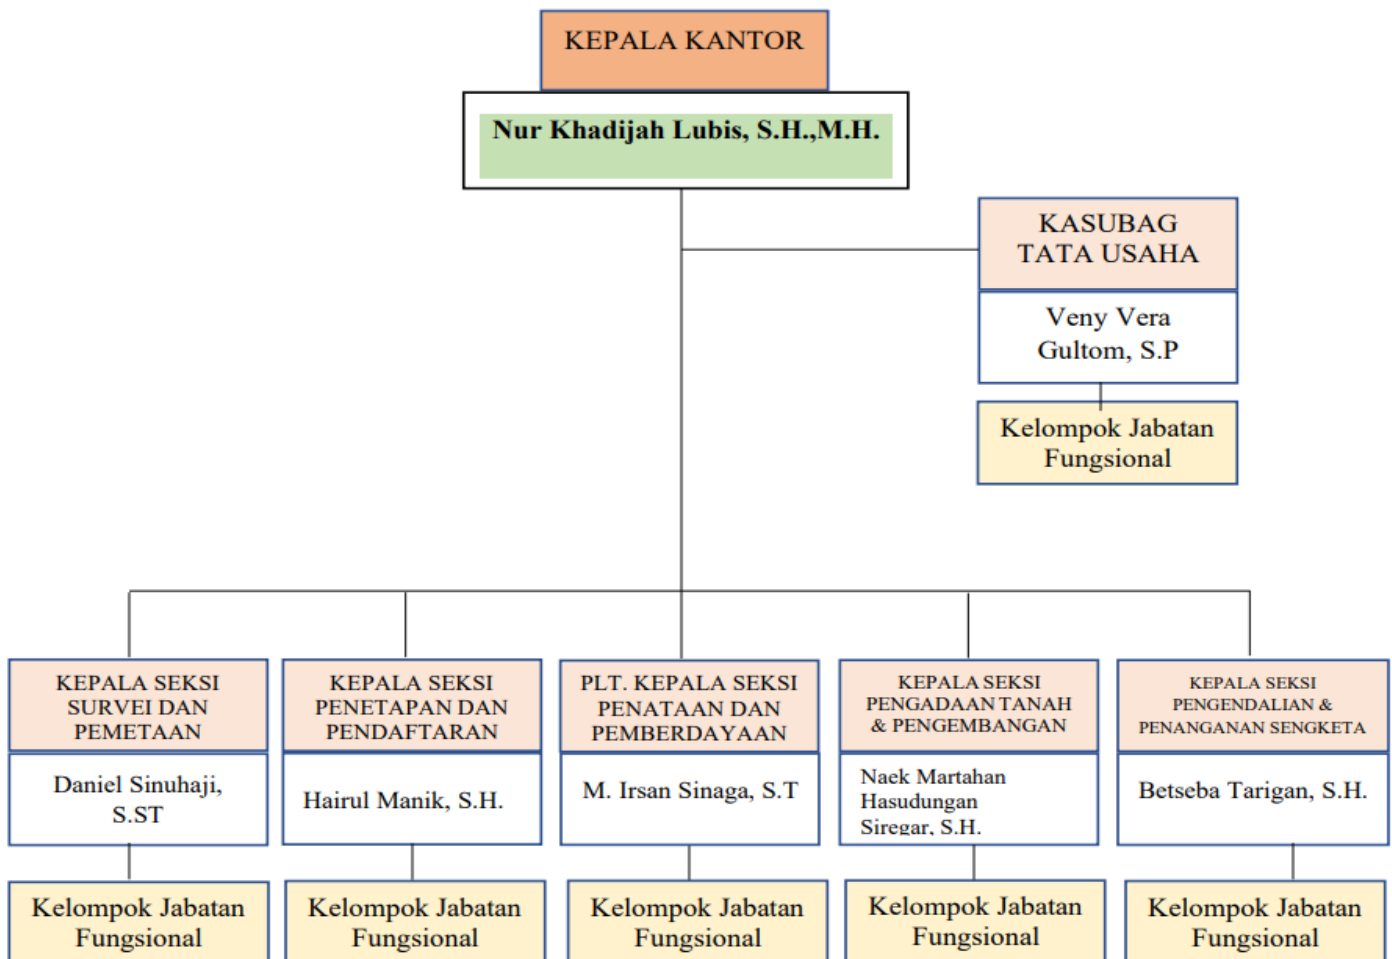 KEPALA KANTOR
Nur Khadijah Lubis, S.H.,M.H.
KASUBAG
TATA USAHA
Veny Vera
Gultom, S.P
Kelompok Jabatan
Fungsional
KEPALA SEKSI
SURVEI DAN
PEMETAAN
Daniel Sinuhaji,
S.ST
Kelompok Jabatan
Fungsional
KEPALA SEKSI
PENETAPAN DAN
PENDAFTARAN
Hairul Manik, S.H.
Kelompok Jabatan
Fungsional
PLT. KEPALA SEKSI
PENATAAN DAN
PEMBERDAYAAN
M. Irsan Sinaga, S.T
Kelompok Jabatan
Fungsional
KEPALA SEKSI
PENGADAAN TANAH
& PENGEMBANGAN
Naek Martahan
Hasudungan
Siregar, S.H.
Kelompok Jabatan
Fungsional
KEPALA SEKSI
PENGENDALIAN &
PENANGANAN SENGKETA
Betseba Tarigan, S.H.
Kelompok Jabatan
Fungsional